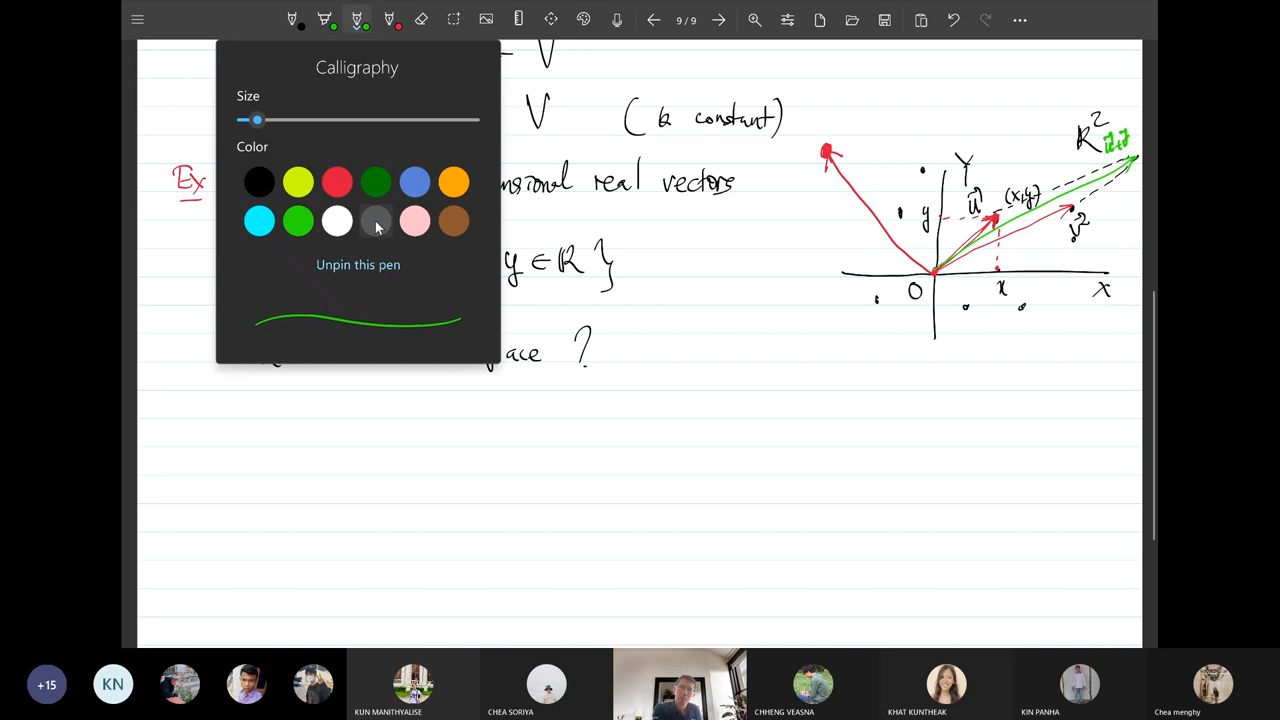 9/9
Calligraphy
Size
Color
Unpin this pen
V
V (k constant)
Ex
nsional real vectors
y ∈ ℝ }
ace ?
ℝ²
Y
y
u⃗
(x,y)
v⃗
O
x
X
+15
KN
KUN MANITHYALISE
CHEA SORIYA
CHHENG VEASNA
KHAT KUNTHEAK
KIN PANHA
Chea menghy